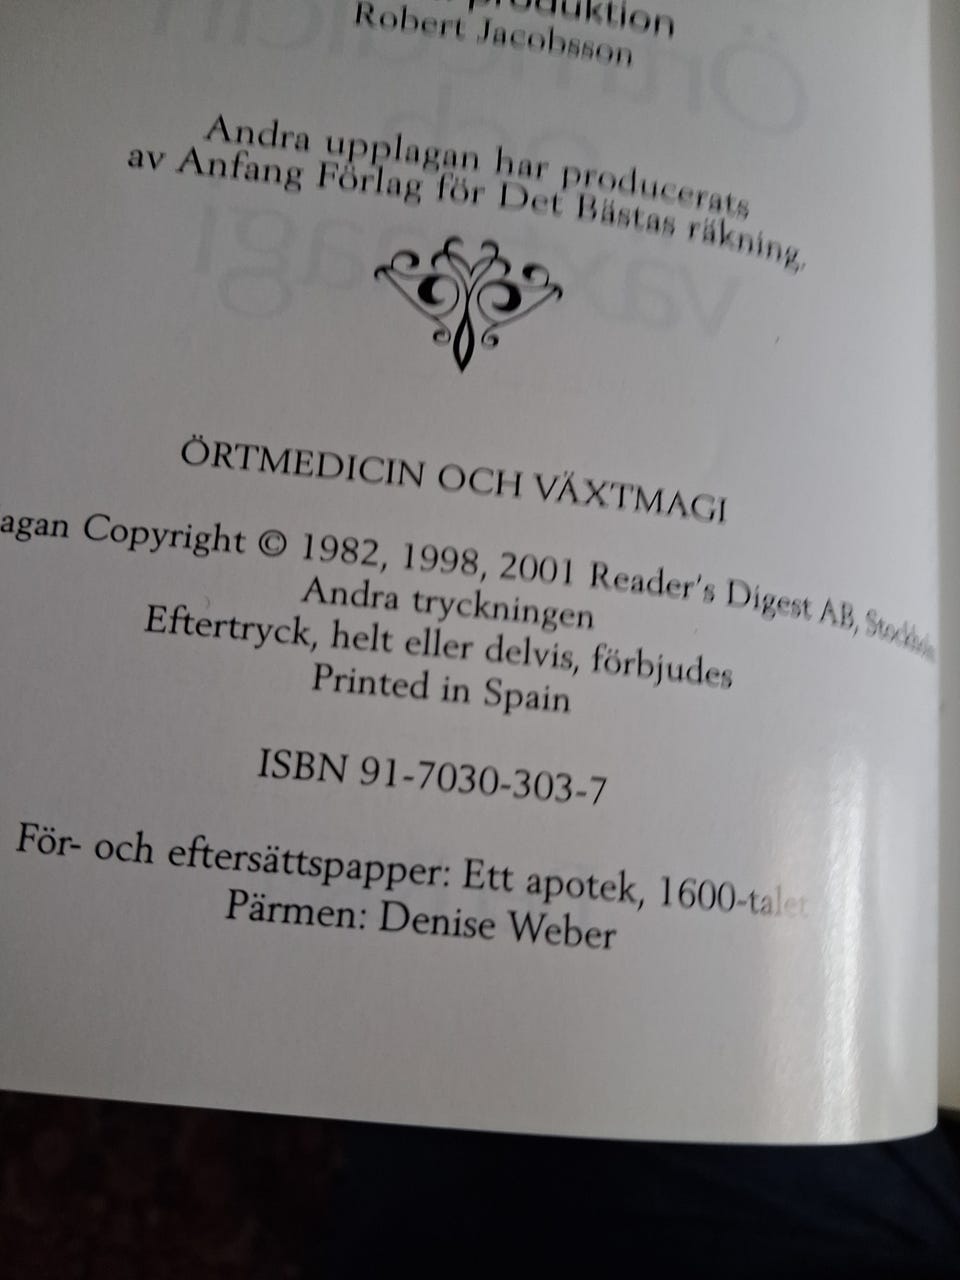 produktion
Robert Jacobsson
Andra upplagan har producerats
av Anfang Förlag för Det Bästas räkning.
ÖRTMEDICIN OCH VÄXTMAGI
agan Copyright © 1982, 1998, 2001 Reader's Digest AB, Stockholm
Andra tryckningen
Eftertryck, helt eller delvis, förbjudes
Printed in Spain
ISBN 91-7030-303-7
För- och eftersättspapper: Ett apotek, 1600-talet
Pärmen: Denise Weber